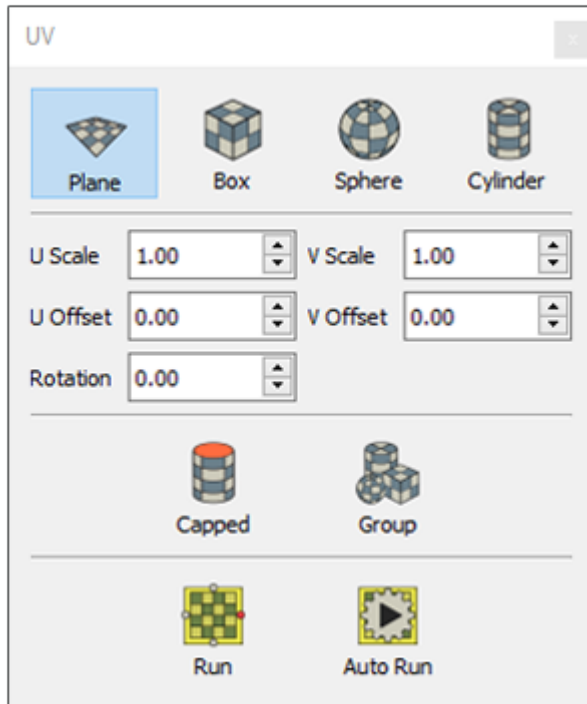 UV
x
Plane Box Sphere Cylinder
U Scale 1.00 V Scale 1.00
U Offset 0.00 V Offset 0.00
Rotation 0.00
Capped Group
Run Auto Run